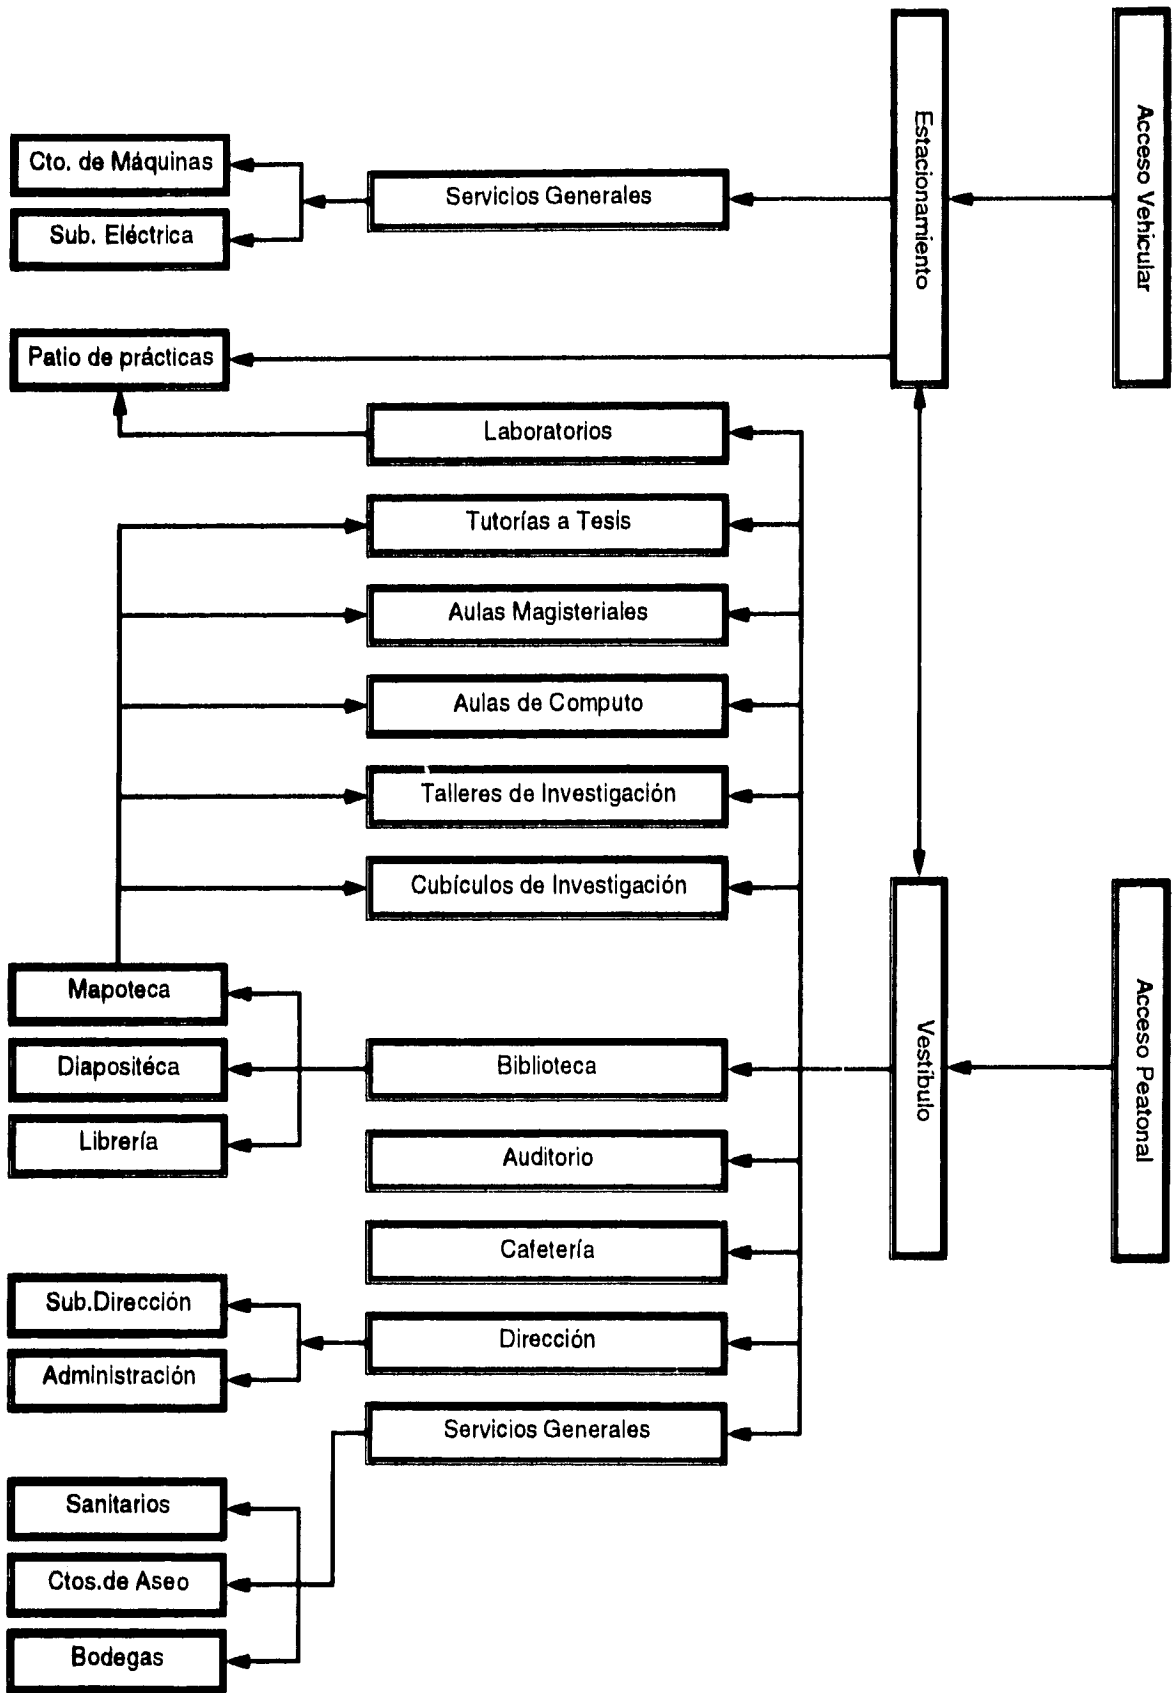 Acceso Vehicular
Estacionamiento
Servicios Generales
Cto. de Máquinas
Sub. Eléctrica
Patio de prácticas
Laboratorios
Tutorías a Tesis
Aulas Magisteriales
Aulas de Computo
Talleres de Investigación
Cubículos de Investigación
Acceso Peatonal
Vestíbulo
Mapoteca
Diapositéca
Librería
Biblioteca
Auditorio
Cafetería
Sub.Dirección
Administración
Dirección
Servicios Generales
Sanitarios
Ctos.de Aseo
Bodegas